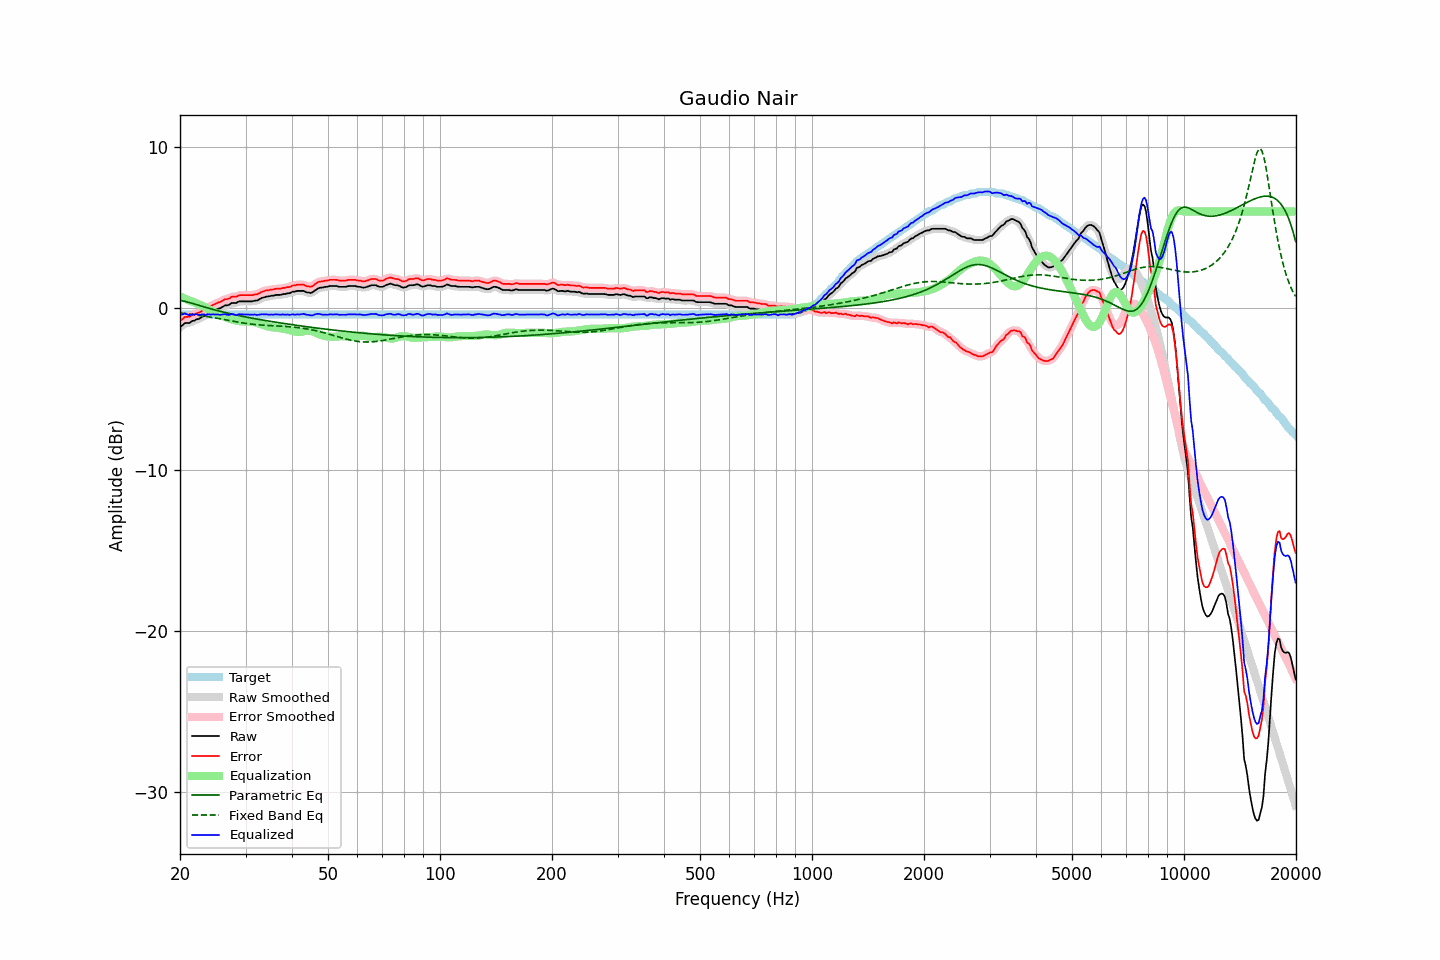 Gaudio Nair
10
0
−10
−20
−30
Amplitude (dBr)
Target
Raw Smoothed
Error Smoothed
Raw
Error
Equalization
Parametric Eq
Fixed Band Eq
Equalized
20 50 100 200 500 1000 2000 5000 10000 20000
Frequency (Hz)